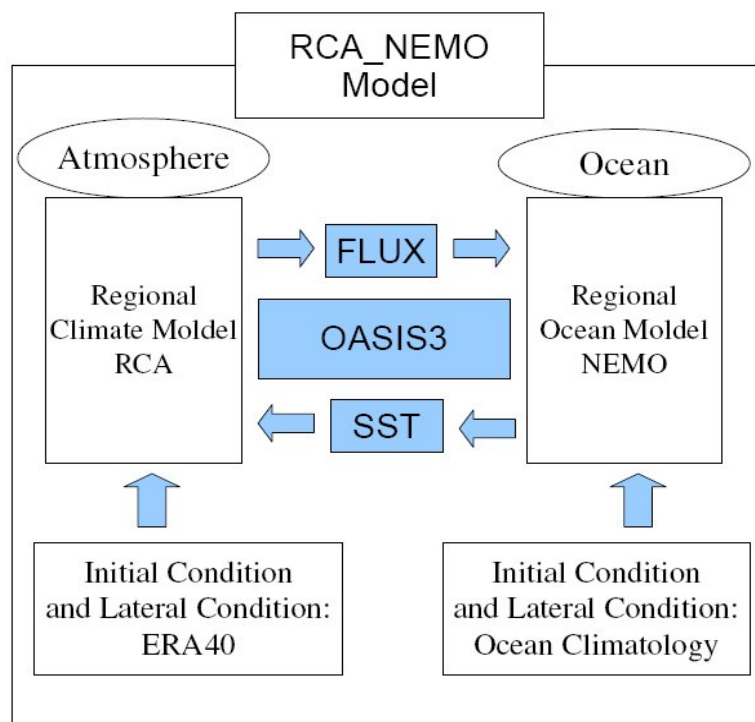 RCA_NEMO
Model
Atmosphere
Ocean
FLUX
Regional
Climate Moldel
RCA
OASIS3
Regional
Ocean Moldel
NEMO
SST
Initial Condition
and Lateral Condition:
ERA40
Initial Condition
and Lateral Condition:
Ocean Climatology